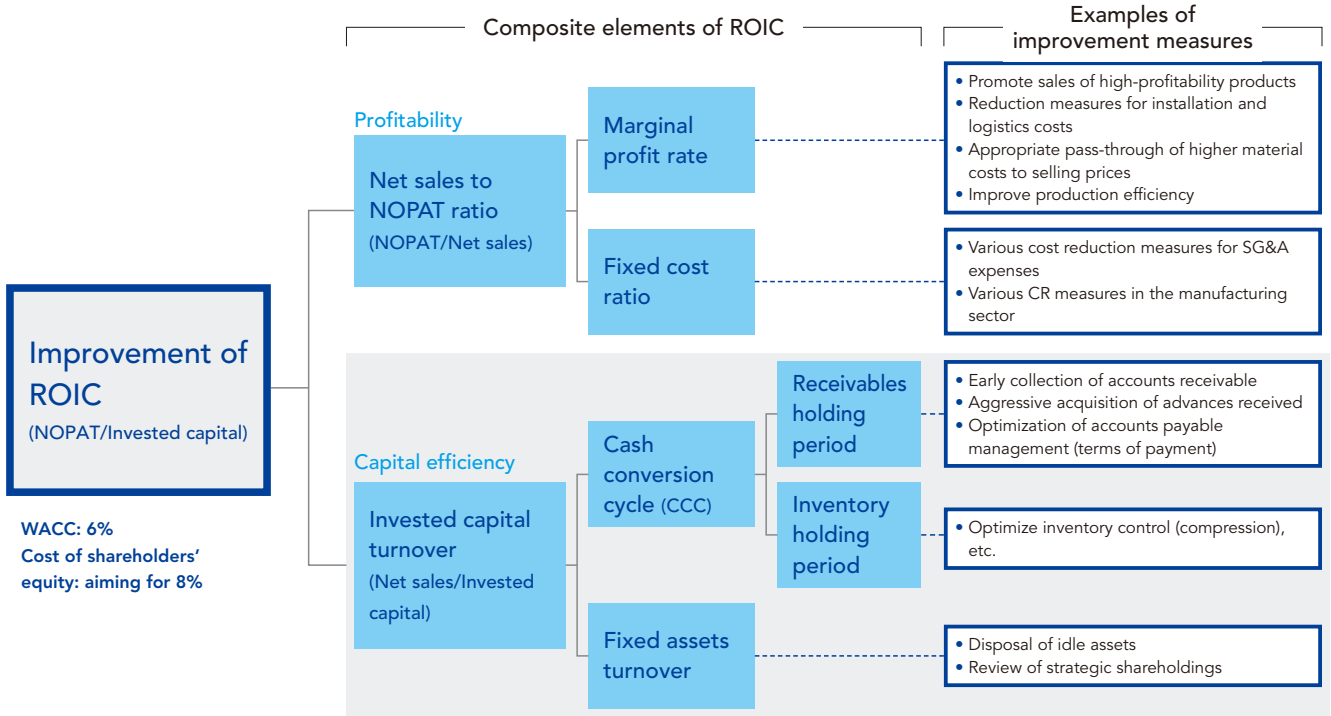 Composite elements of ROIC
Examples of
improvement measures
Improvement of
ROIC
(NOPAT/Invested capital)
WACC: 6%
Cost of shareholders’
equity: aiming for 8%
Profitability
Net sales to
NOPAT ratio
(NOPAT/Net sales)
Marginal
profit rate
• Promote sales of high-profitability products
• Reduction measures for installation and
logistics costs
• Appropriate pass-through of higher material
costs to selling prices
• Improve production efficiency
Fixed cost
ratio
• Various cost reduction measures for SG&A
expenses
• Various CR measures in the manufacturing
sector
Capital efficiency
Invested capital
turnover
(Net sales/Invested
capital)
Cash
conversion
cycle (CCC)
Receivables
holding
period
• Early collection of accounts receivable
• Aggressive acquisition of advances received
• Optimization of accounts payable
management (terms of payment)
Inventory
holding
period
• Optimize inventory control (compression),
etc.
Fixed assets
turnover
• Disposal of idle assets
• Review of strategic shareholdings